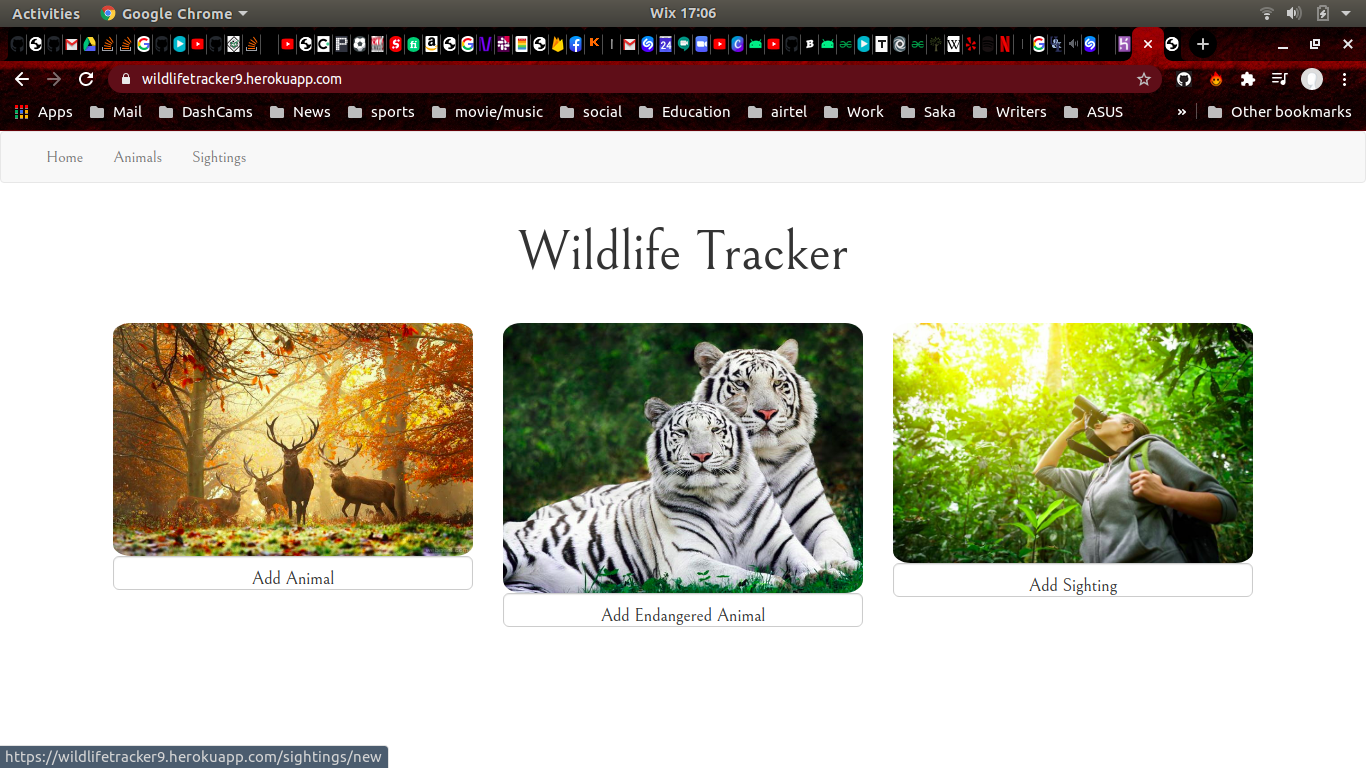 Activities Google Chrome Wix 17:06
wildlifetracker9.herokuapp.com
Apps Mail DashCams News sports movie/music social Education airtel Work Saka Writers ASUS » Other bookmarks
Home Animals Sightings
Wildlife Tracker
Add Animal
Add Endangered Animal
Add Sighting
https://wildlifetracker9.herokuapp.com/sightings/new